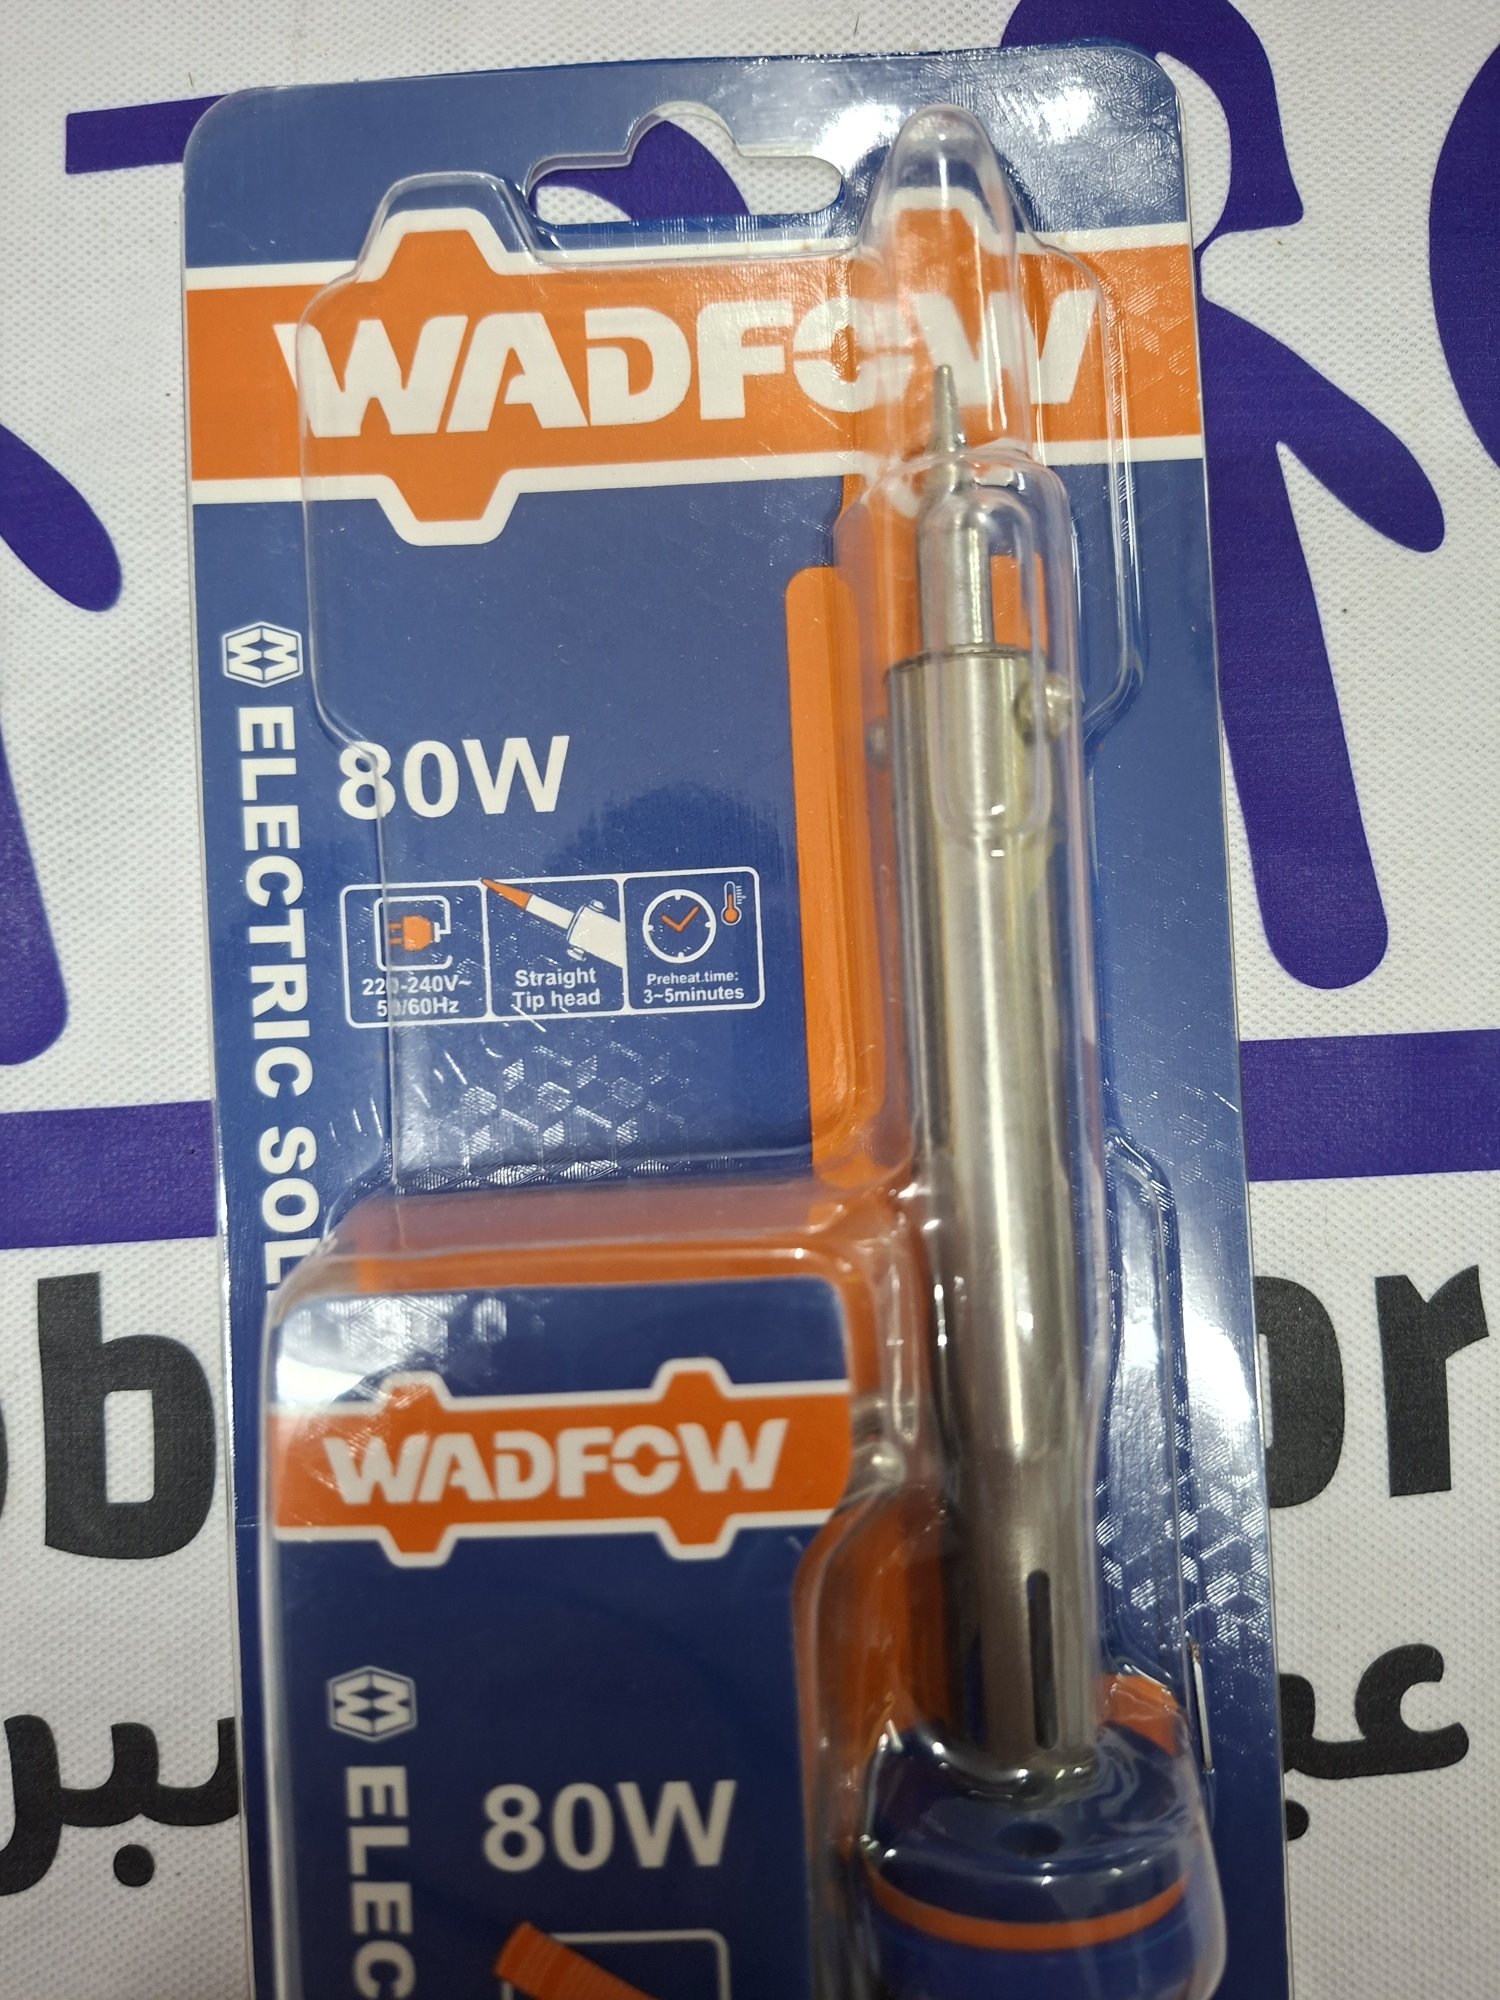 WADFOW
80W
220-240V~
50/60Hz
Straight
Tip head
Preheat.time:
3~5minutes
ELECTRIC SOL
WADFOW
80W
ELEC